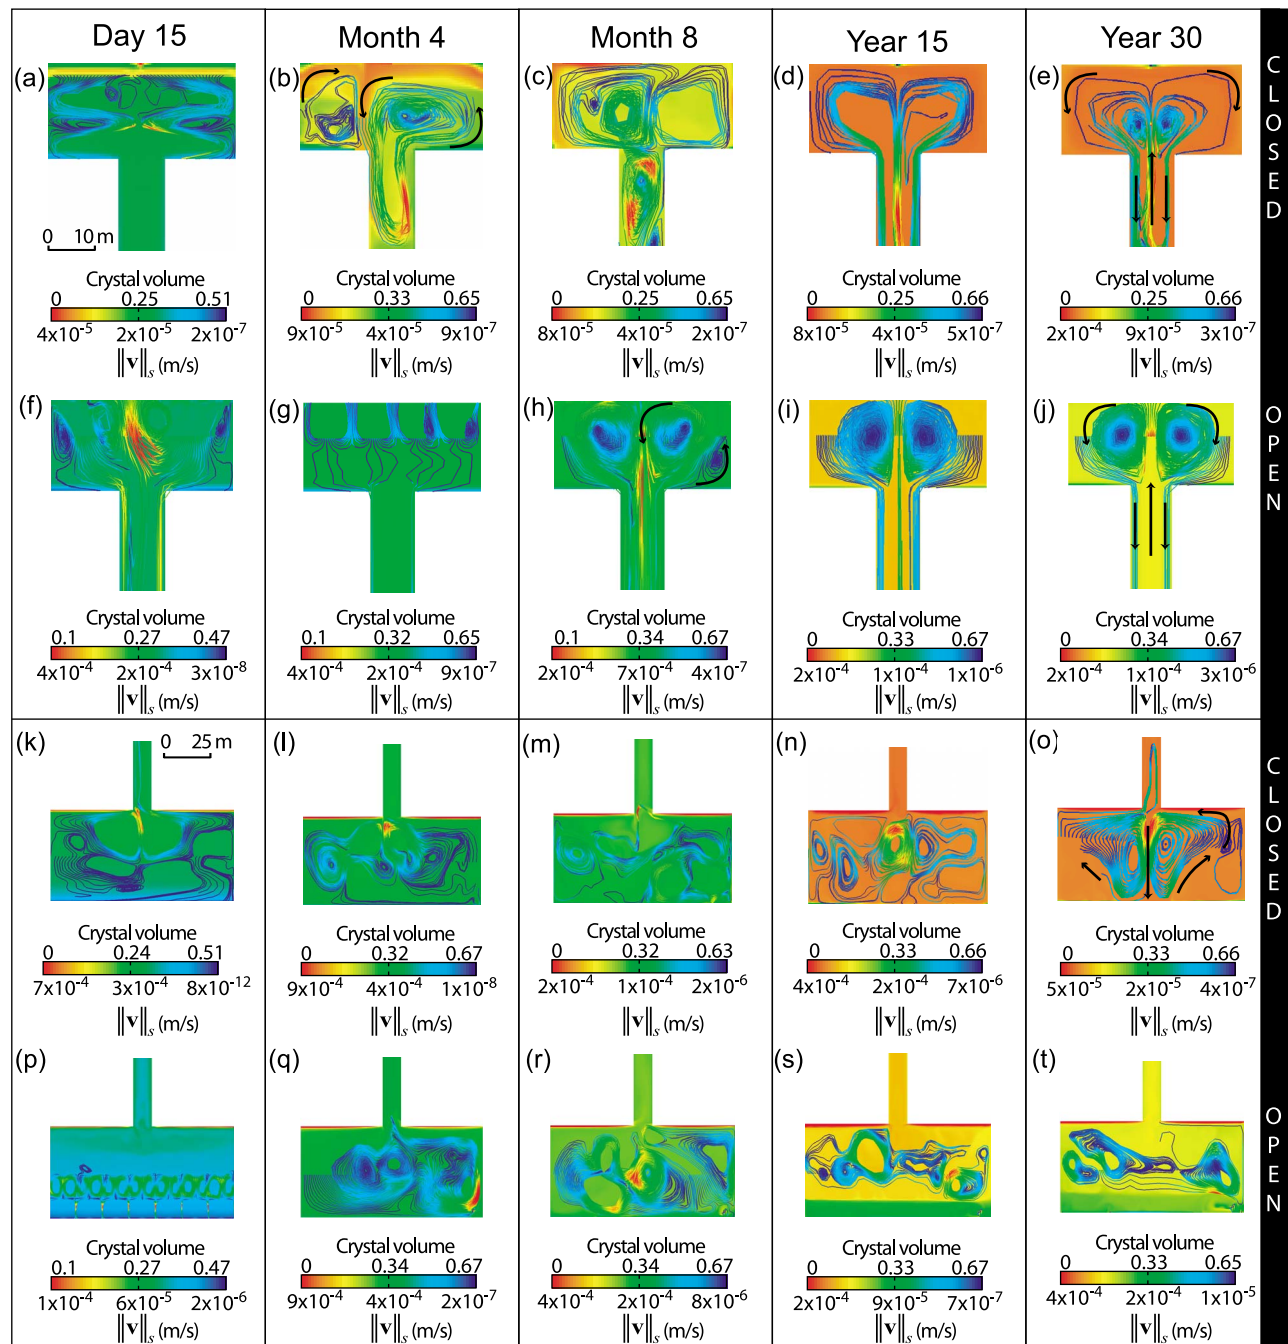 Day 15
Month 4
Month 8
Year 15
Year 30
(a)
(b)
(c)
(d)
(e)
CLOSED
0 10 m
Crystal volume
0 0.25 0.51
4x10⁻⁵ 2x10⁻⁵ 2x10⁻⁷
‖v‖ₛ (m/s)
Crystal volume
0 0.33 0.65
9x10⁻⁵ 4x10⁻⁵ 9x10⁻⁷
‖v‖ₛ (m/s)
Crystal volume
0 0.25 0.65
8x10⁻⁵ 4x10⁻⁵ 2x10⁻⁷
‖v‖ₛ (m/s)
Crystal volume
0 0.25 0.66
8x10⁻⁵ 4x10⁻⁵ 5x10⁻⁷
‖v‖ₛ (m/s)
Crystal volume
0 0.25 0.66
2x10⁻⁴ 9x10⁻⁵ 3x10⁻⁷
‖v‖ₛ (m/s)
(f)
(g)
(h)
(i)
(j)
OPEN
Crystal volume
0.1 0.27 0.47
4x10⁻⁴ 2x10⁻⁴ 3x10⁻⁸
‖v‖ₛ (m/s)
Crystal volume
0.1 0.32 0.65
4x10⁻⁴ 2x10⁻⁴ 9x10⁻⁷
‖v‖ₛ (m/s)
Crystal volume
0.1 0.34 0.67
2x10⁻⁴ 7x10⁻⁴ 4x10⁻⁷
‖v‖ₛ (m/s)
Crystal volume
0 0.33 0.67
2x10⁻⁴ 1x10⁻⁴ 1x10⁻⁶
‖v‖ₛ (m/s)
Crystal volume
0 0.34 0.67
2x10⁻⁴ 1x10⁻⁴ 3x10⁻⁶
‖v‖ₛ (m/s)
(k)
(l)
(m)
(n)
(o)
CLOSED
0 25 m
Crystal volume
0 0.24 0.51
7x10⁻⁴ 3x10⁻⁴ 8x10⁻¹²
‖v‖ₛ (m/s)
Crystal volume
0 0.32 0.67
9x10⁻⁴ 4x10⁻⁴ 1x10⁻⁸
‖v‖ₛ (m/s)
Crystal volume
0 0.32 0.63
2x10⁻⁴ 1x10⁻⁴ 2x10⁻⁶
‖v‖ₛ (m/s)
Crystal volume
0 0.33 0.66
4x10⁻⁴ 2x10⁻⁴ 7x10⁻⁶
‖v‖ₛ (m/s)
Crystal volume
0 0.33 0.66
5x10⁻⁵ 2x10⁻⁵ 4x10⁻⁷
‖v‖ₛ (m/s)
(p)
(q)
(r)
(s)
(t)
OPEN
Crystal volume
0.1 0.27 0.47
1x10⁻⁴ 6x10⁻⁵ 2x10⁻⁶
‖v‖ₛ (m/s)
Crystal volume
0 0.34 0.67
9x10⁻⁴ 4x10⁻⁴ 2x10⁻⁷
‖v‖ₛ (m/s)
Crystal volume
0 0.33 0.67
4x10⁻⁴ 2x10⁻⁴ 8x10⁻⁶
‖v‖ₛ (m/s)
Crystal volume
0 0.33 0.67
2x10⁻⁴ 9x10⁻⁵ 7x10⁻⁷
‖v‖ₛ (m/s)
Crystal volume
0 0.33 0.65
4x10⁻⁴ 2x10⁻⁴ 1x10⁻⁵
‖v‖ₛ (m/s)